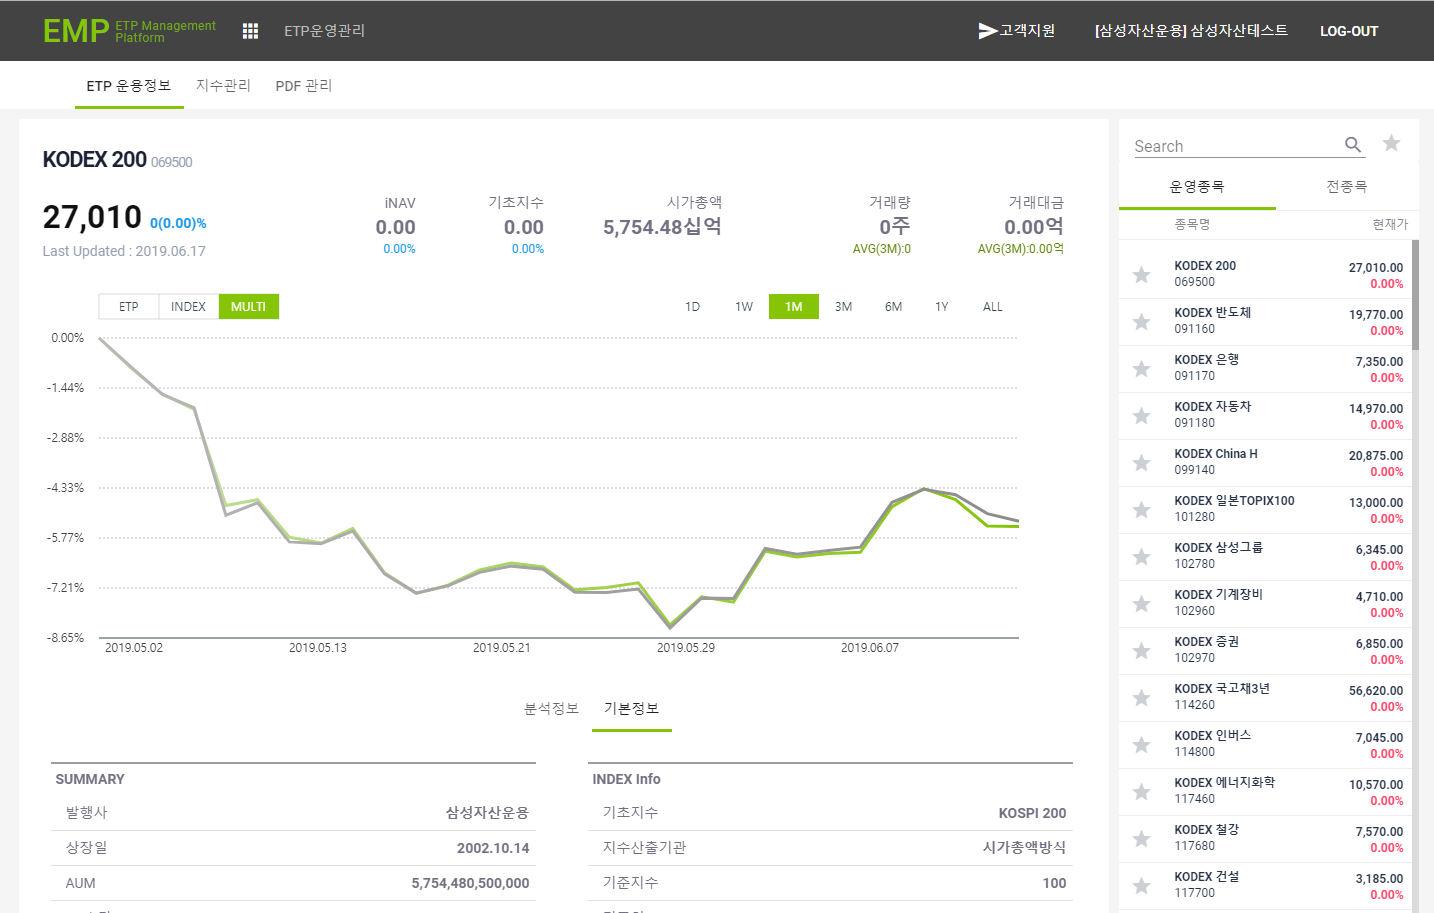 EMP ETP Management Platform
ETP운영관리
고객지원
[삼성자산운용] 삼성자산테스트
LOG-OUT
ETP 운용정보
지수관리
PDF 관리
KODEX 200 069500
27,010 0(0.00)%
Last Updated : 2019.06.17
iNAV
0.00
0.00%
기초지수
0.00
0.00%
시가총액
5,754.48십억
거래량
0주
AVG(3M):0
거래대금
0.00억
AVG(3M):0.00억
ETP INDEX MULTI
1D 1W 1M 3M 6M 1Y ALL
0.00%
-1.44%
-2.88%
-4.33%
-5.77%
-7.21%
-8.65%
2019.05.02 2019.05.13 2019.05.21 2019.05.29 2019.06.07
분석정보 기본정보
SUMMARY
발행사 삼성자산운용
상장일 2002.10.14
AUM 5,754,480,500,000
INDEX Info
기초지수 KOSPI 200
지수산출기관 시가총액방식
기준지수 100
Search
운영종목 전종목
종목명 현재가
KODEX 200 27,010.00
069500 0.00%
KODEX 반도체 19,770.00
091160 0.00%
KODEX 은행 7,350.00
091170 0.00%
KODEX 자동차 14,970.00
091180 0.00%
KODEX China H 20,875.00
099140 0.00%
KODEX 일본TOPIX100 13,000.00
101280 0.00%
KODEX 삼성그룹 6,345.00
102780 0.00%
KODEX 기계장비 4,710.00
102960 0.00%
KODEX 증권 6,850.00
102970 0.00%
KODEX 국고채3년 56,620.00
114260 0.00%
KODEX 인버스 7,045.00
114800 0.00%
KODEX 에너지화학 10,570.00
117460 0.00%
KODEX 철강 7,570.00
117680 0.00%
KODEX 건설 3,185.00
117700 0.00%